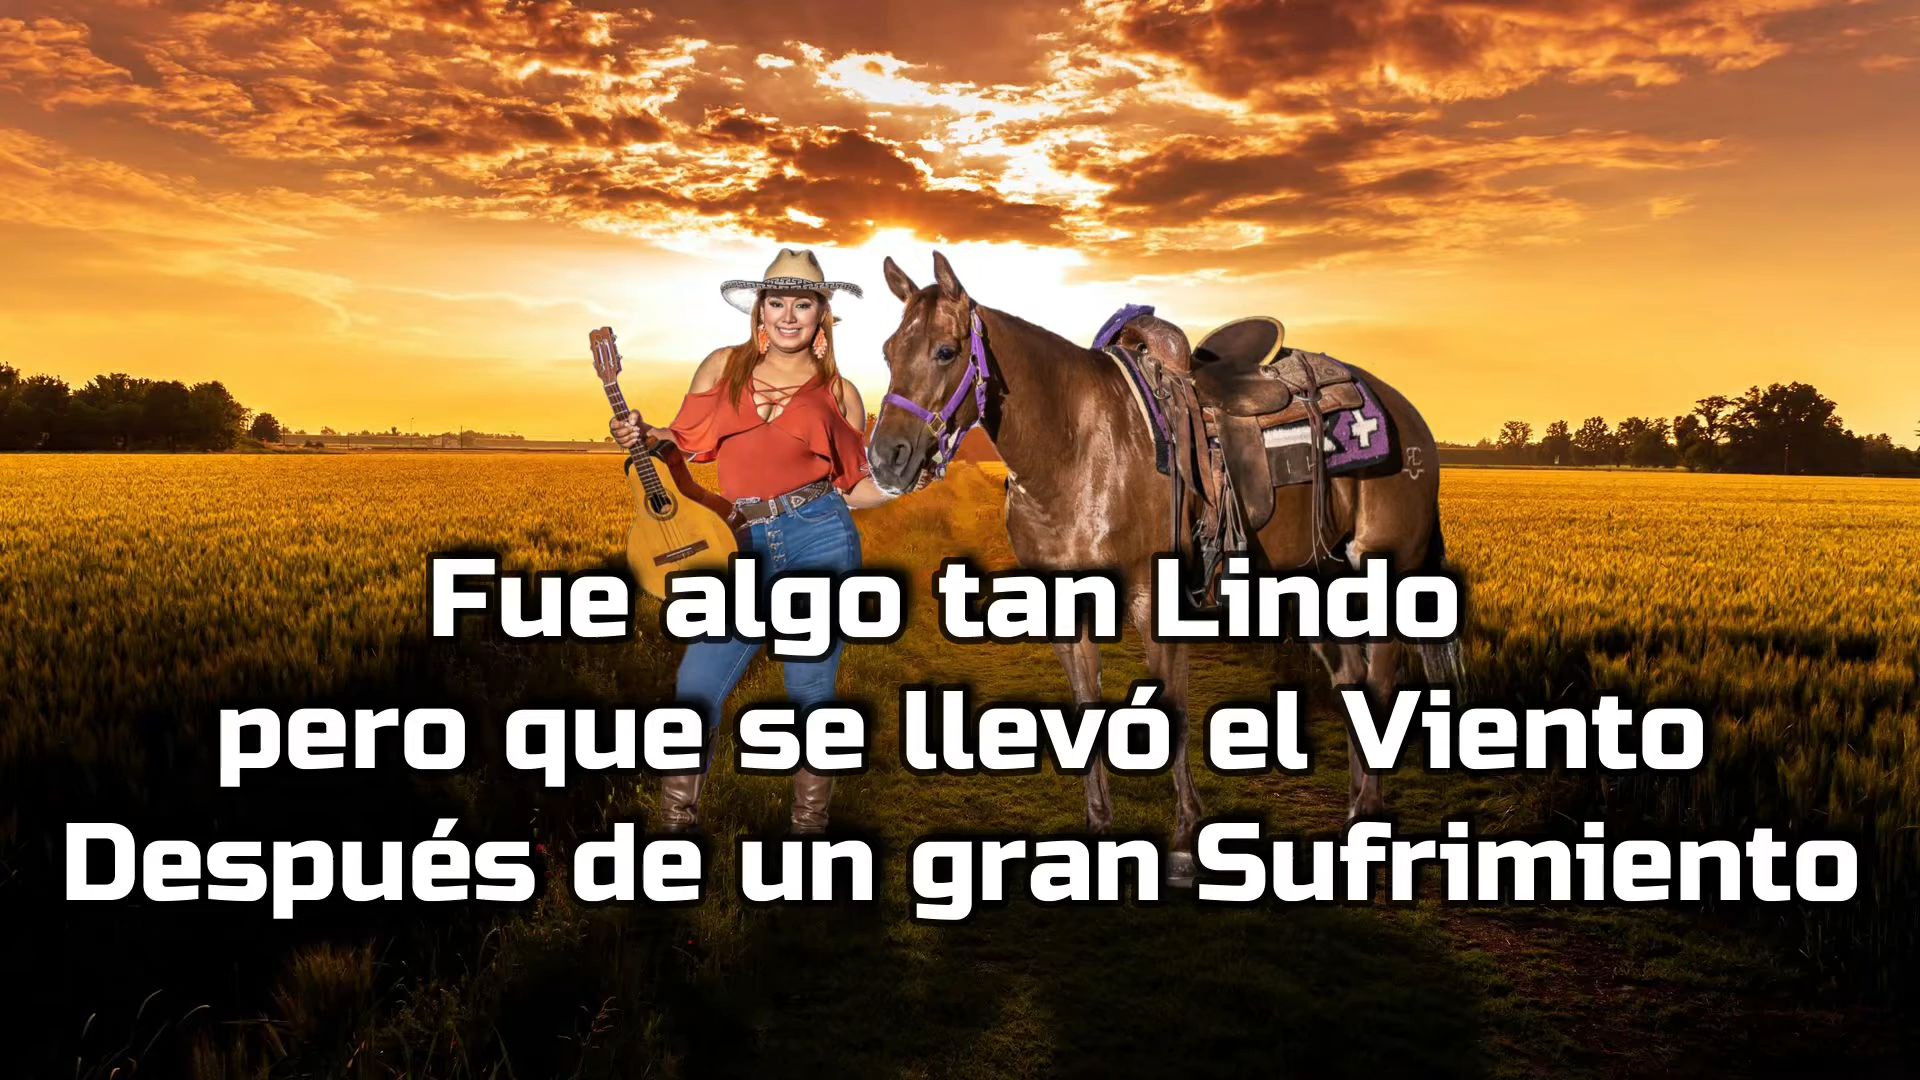 Fue algo tan Lindo
pero que se llevó el Viento
Después de un gran Sufrimiento